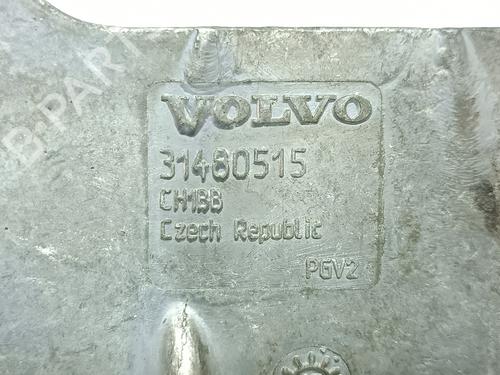 B-PARTS
VOLVO
31480515
CH1BB
Czech Republic
PGV2